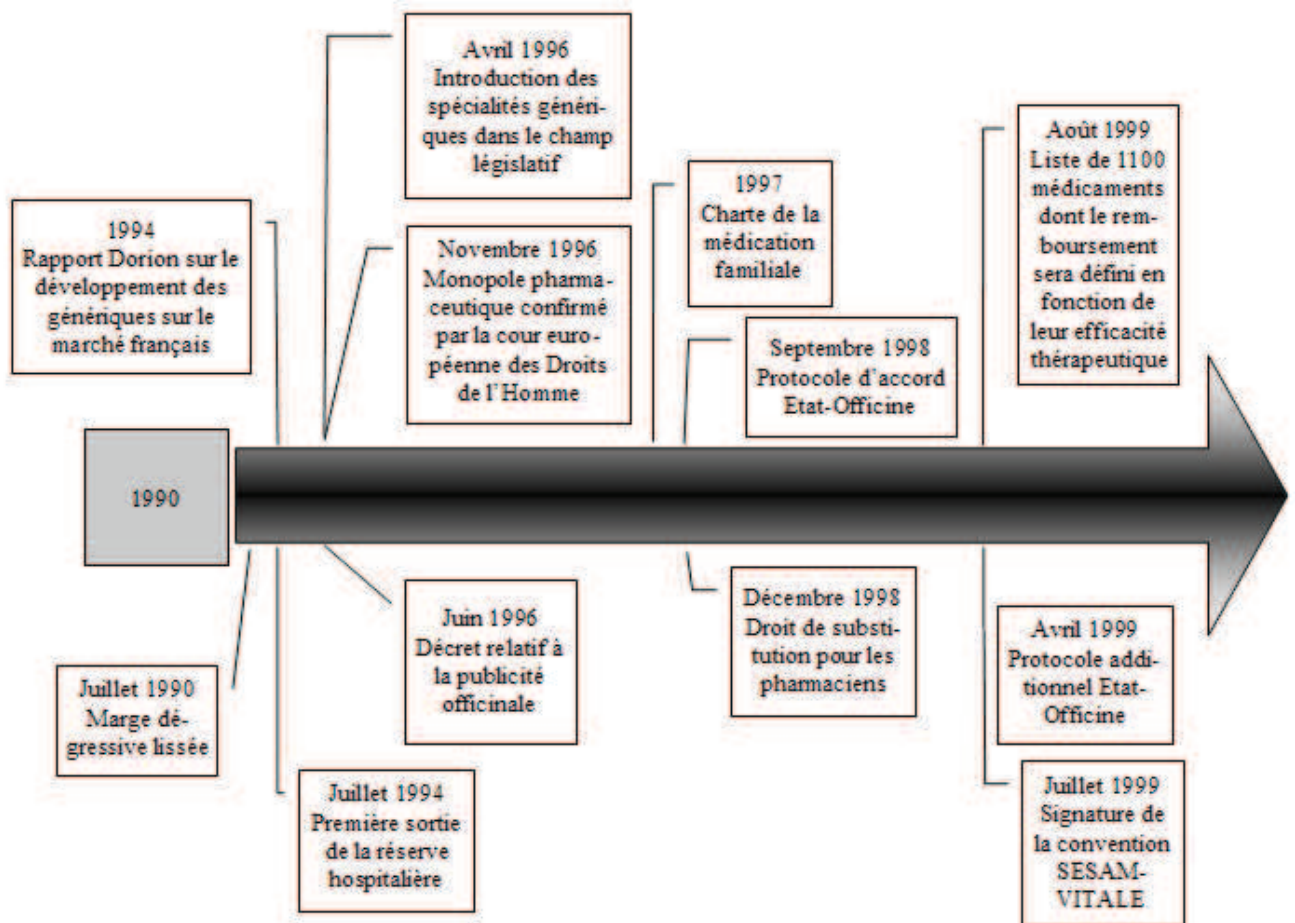 Avril 1996
Introduction des
spécialités généri-
ques dans le champ
législatif
Août 1999
Liste de 1100
médicaments
dont le rem-
boursement
sera défini en
fonction de
leur efficacité
thérapeutique
1997
Charte de la
médication
familiale
1994
Rapport Dorion sur le
développement des
génériques sur le
marché français
Novembre 1996
Monopole pharma-
ceutique confirmé
par la cour euro-
péenne des Droits
de l'Homme
Septembre 1998
Protocole d'accord
Etat-Officine
1990
Décembre 1998
Droit de substi-
tution pour les
pharmaciens
Juin 1996
Décret relatif à
la publicité
officinale
Avril 1999
Protocole addi-
tionnel Etat-
Officine
Juillet 1990
Marge dé-
gressive lissée
Juillet 1994
Première sortie
de la réserve
hospitalière
Juillet 1999
Signature de
la convention
SESAM-
VITALE